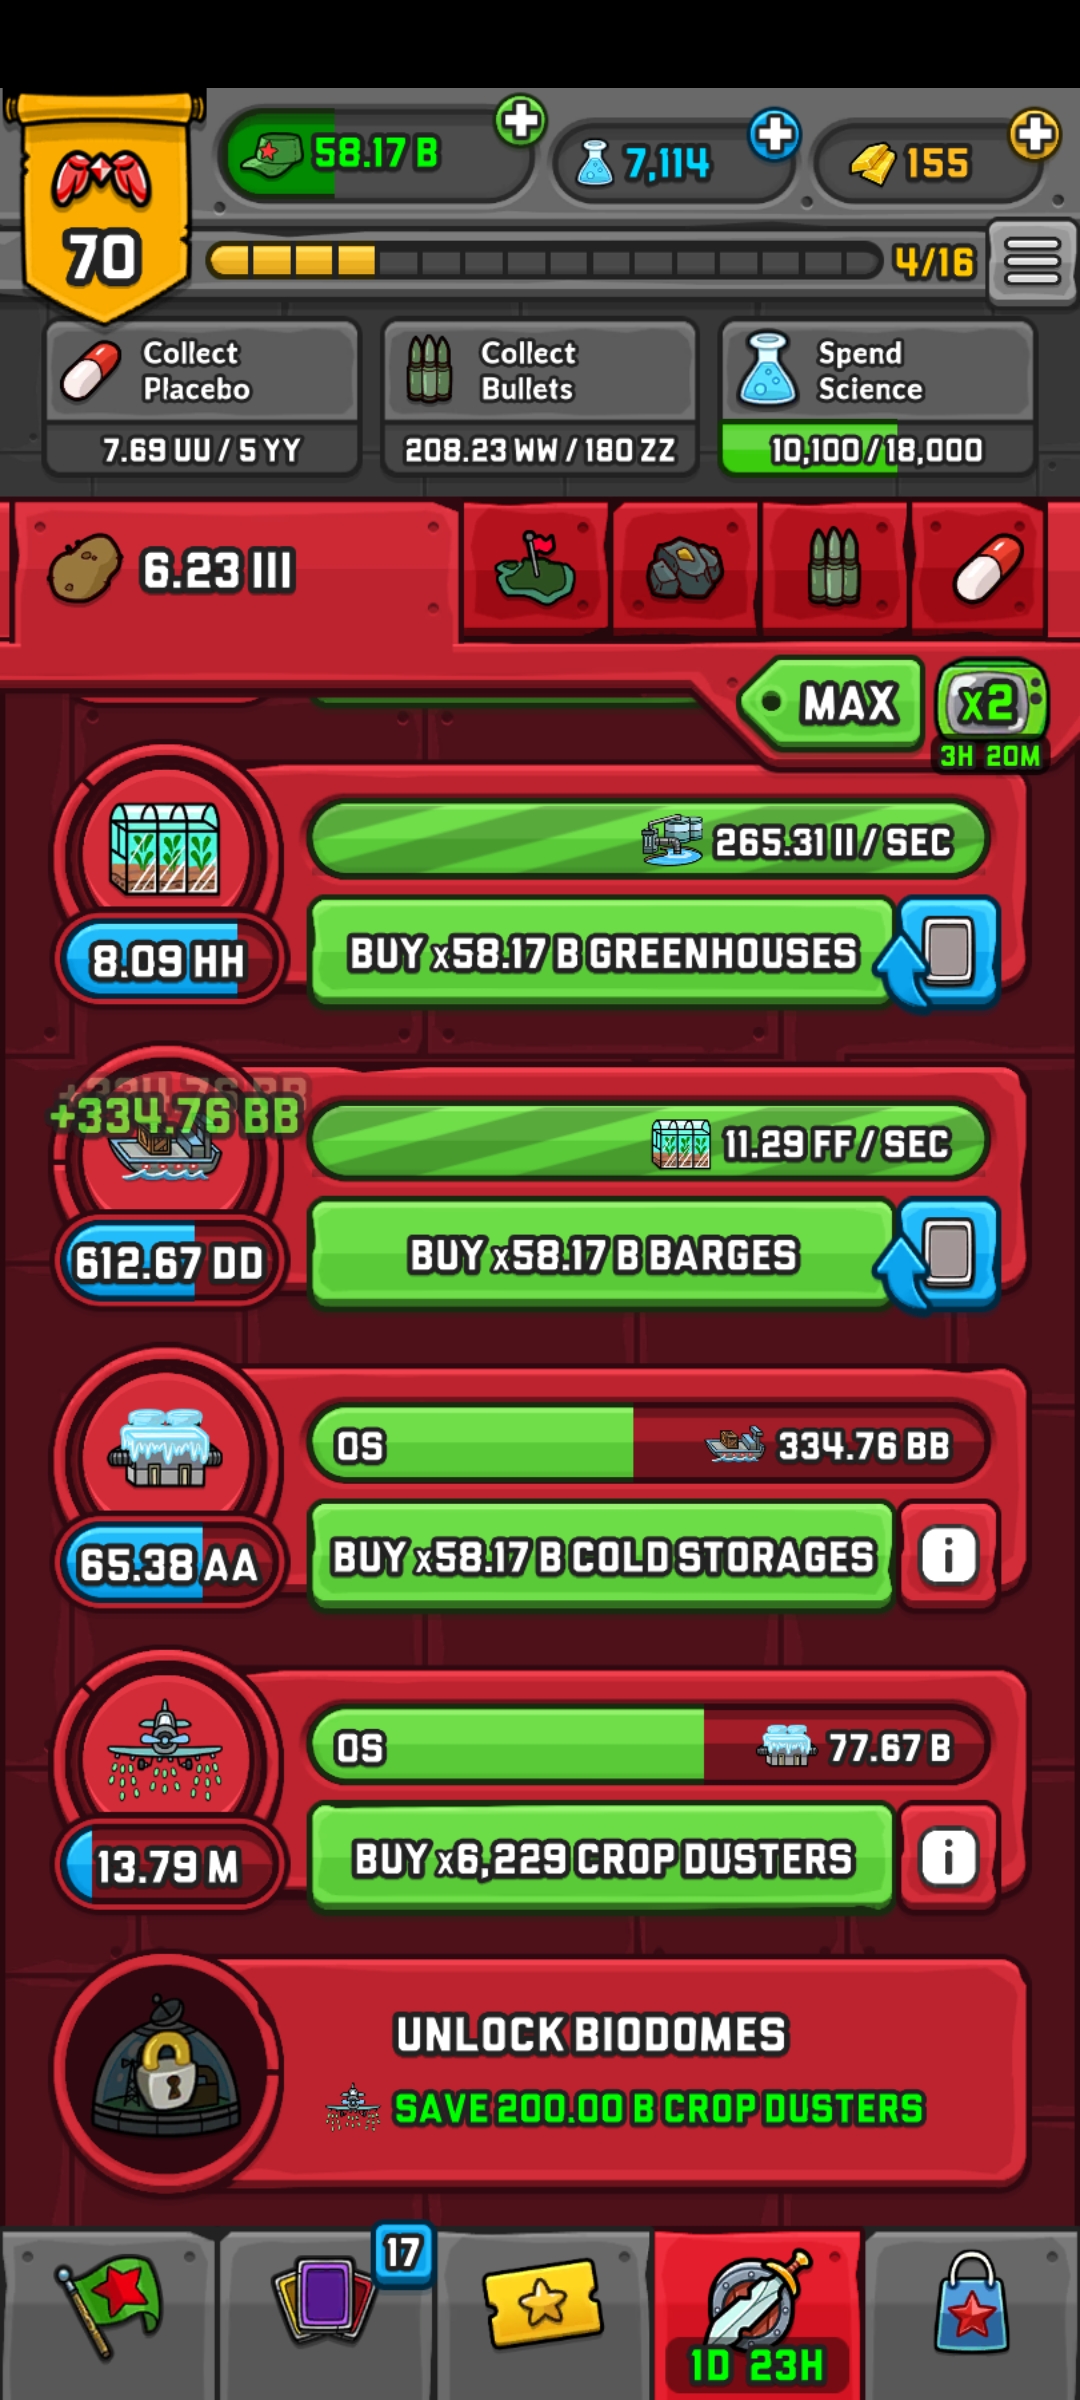 58.17 B
7,114
155
70
4/16
Collect
Placebo
7.69 UU / 5 YY
Collect
Bullets
208.23 WW / 180 ZZ
Spend
Science
10,100 / 18,000
6.23 III
MAX
x2
3H 20M
265.31 II / SEC
8.09 HH
BUY x58.17 B GREENHOUSES
+334.76 BB
+334.76 BB
11.29 FF / SEC
612.67 DD
BUY x58.17 B BARGES
0S
334.76 BB
65.38 AA
BUY x58.17 B COLD STORAGES
i
0S
77.67 B
13.79 M
BUY x6,229 CROP DUSTERS
i
UNLOCK BIODOMES
SAVE 200.00 B CROP DUSTERS
17
1D 23H